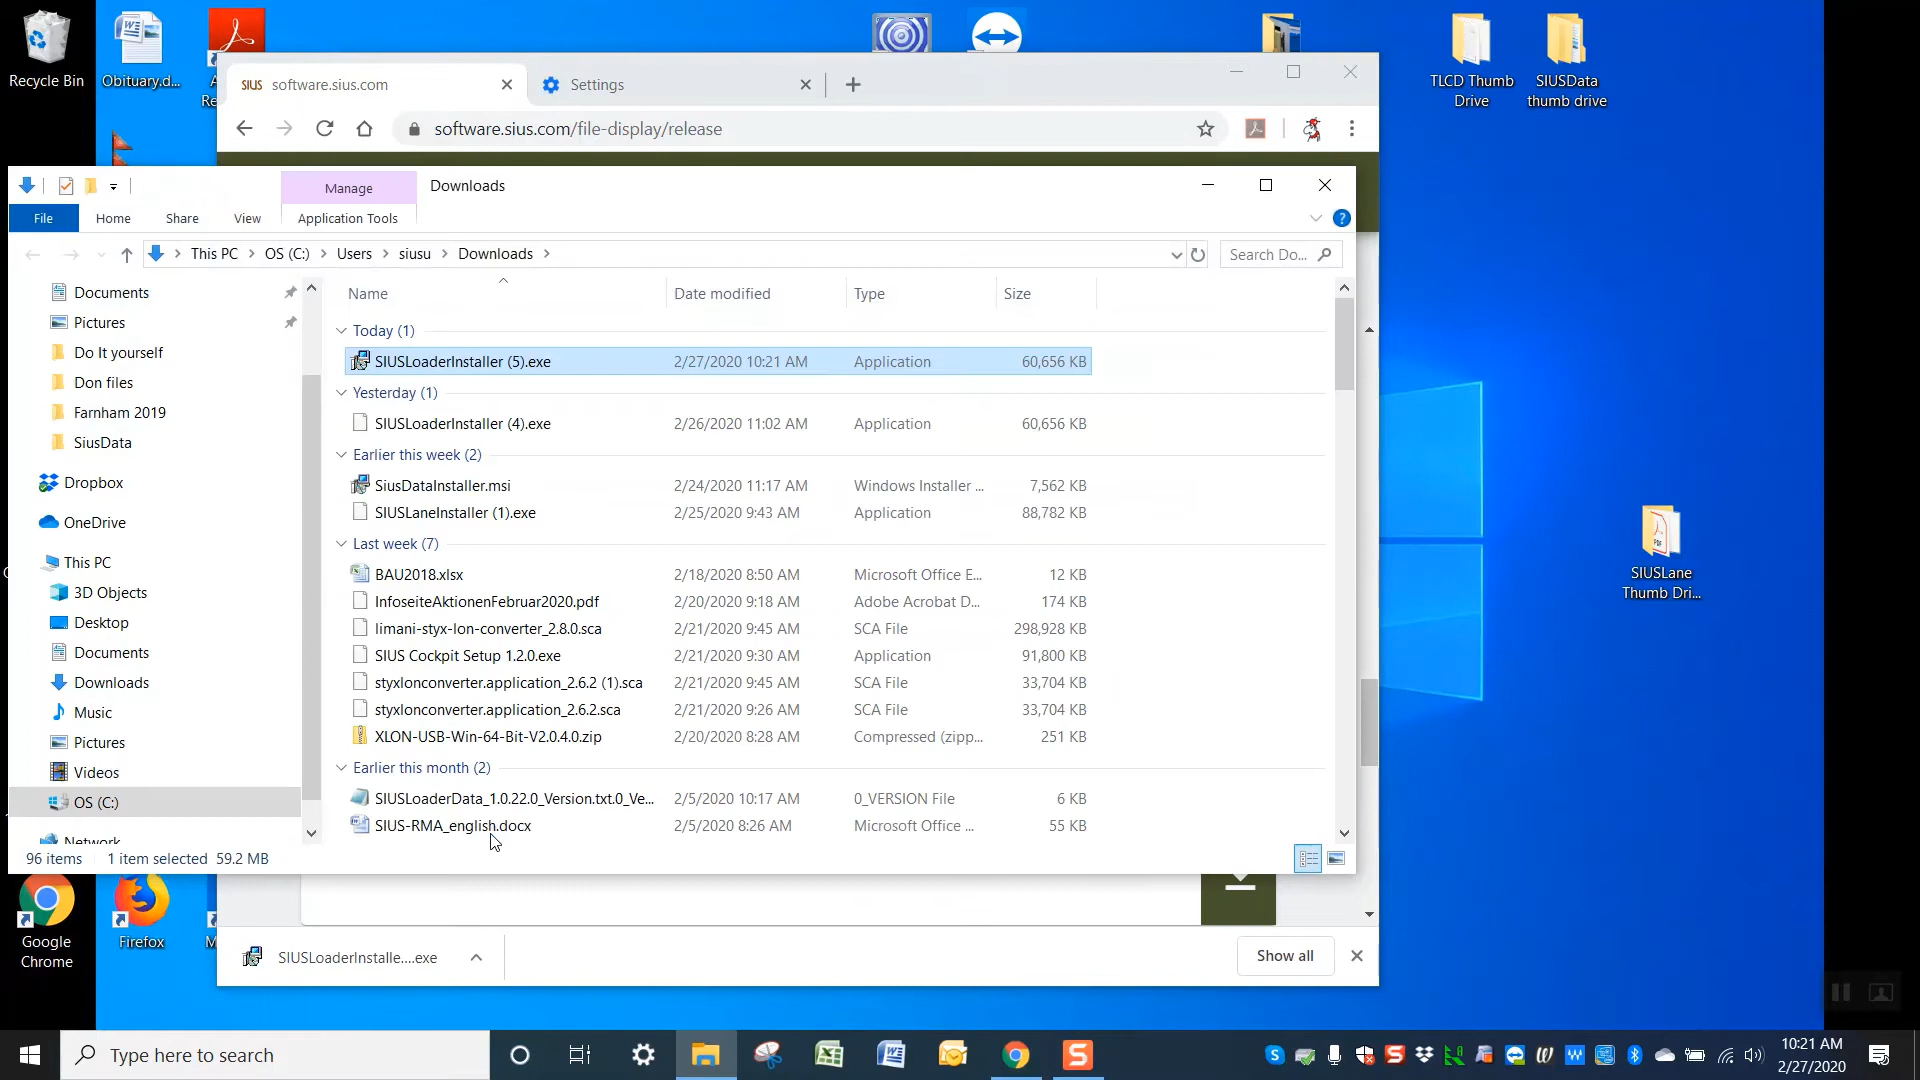 Recycle Bin
Obituary.d...
TLCD Thumb
Drive
SIUSData
thumb drive
SIUS software.sius.com
Settings
software.sius.com/file-display/release
Manage
Downloads
File
Home
Share
View
Application Tools
This PC > OS (C:) > Users > siusu > Downloads >
Search Do...
Documents
Pictures
Do It yourself
Don files
Farnham 2019
SiusData
Dropbox
OneDrive
This PC
3D Objects
Desktop
Documents
Downloads
Music
Pictures
Videos
OS (C:)
Network
Name Date modified Type Size
Today (1)
SIUSLoaderInstaller (5).exe 2/27/2020 10:21 AM Application 60,656 KB
Yesterday (1)
SIUSLoaderInstaller (4).exe 2/26/2020 11:02 AM Application 60,656 KB
Earlier this week (2)
SiusDataInstaller.msi 2/24/2020 11:17 AM Windows Installer ... 7,562 KB
SIUSLaneInstaller (1).exe 2/25/2020 9:43 AM Application 88,782 KB
Last week (7)
BAU2018.xlsx 2/18/2020 8:50 AM Microsoft Office E... 12 KB
InfoseiteAktionenFebruar2020.pdf 2/20/2020 9:18 AM Adobe Acrobat D... 174 KB
limani-styx-lon-converter_2.8.0.sca 2/21/2020 9:45 AM SCA File 298,928 KB
SIUS Cockpit Setup 1.2.0.exe 2/21/2020 9:30 AM Application 91,800 KB
styxlonconverter.application_2.6.2 (1).sca 2/21/2020 9:45 AM SCA File 33,704 KB
styxlonconverter.application_2.6.2.sca 2/21/2020 9:26 AM SCA File 33,704 KB
XLON-USB-Win-64-Bit-V2.0.4.0.zip 2/20/2020 8:28 AM Compressed (zipp... 251 KB
Earlier this month (2)
SIUSLoaderData_1.0.22.0_Version.txt.0_Ve... 2/5/2020 10:17 AM 0_VERSION File 6 KB
SIUS-RMA_english.docx 2/5/2020 8:26 AM Microsoft Office ... 55 KB
96 items 1 item selected 59.2 MB
SIUSLane
Thumb Dri...
Google
Chrome
Firefox
SIUSLoaderInstalle....exe
Show all
Type here to search
10:21 AM
2/27/2020